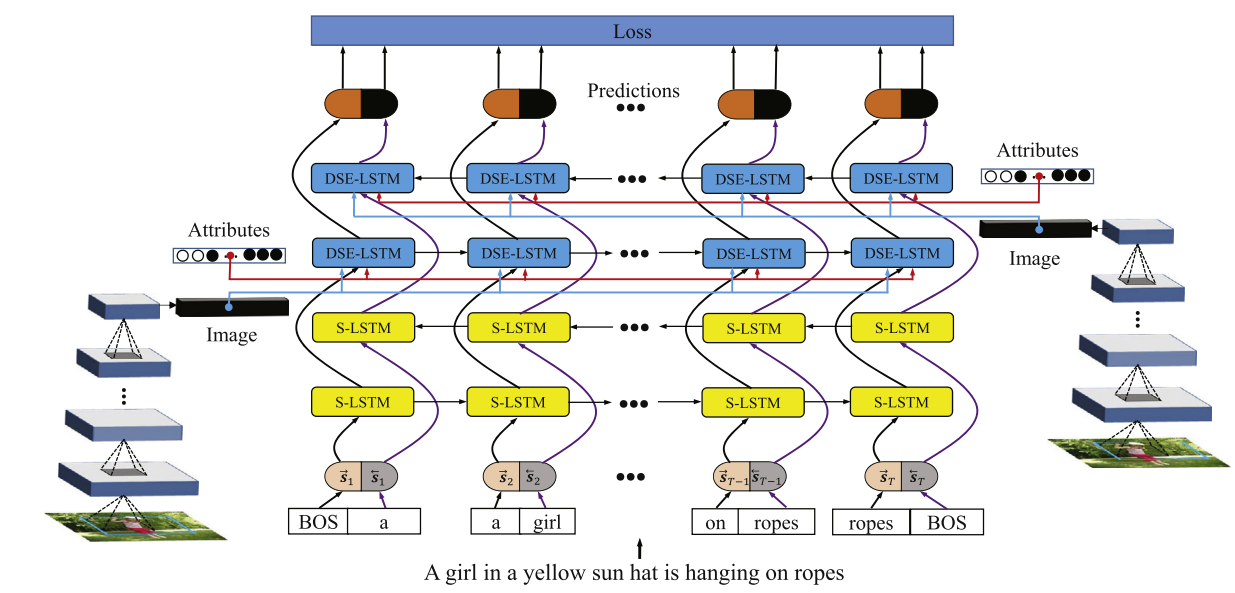 Loss
Predictions
DSE-LSTM DSE-LSTM DSE-LSTM DSE-LSTM
Attributes
Attributes
DSE-LSTM DSE-LSTM DSE-LSTM DSE-LSTM
Image
Image
S-LSTM S-LSTM S-LSTM S-LSTM
S-LSTM S-LSTM S-LSTM S-LSTM
$\vec{s}_1$ $\overleftarrow{s}_1$ $\vec{s}_2$ $\overleftarrow{s}_2$ $\vec{s}_{T-1}$ $\overleftarrow{s}_{T-1}$ $\vec{s}_T$ $\overleftarrow{s}_T$
BOS a a girl on ropes ropes BOS
A girl in a yellow sun hat is hanging on ropes